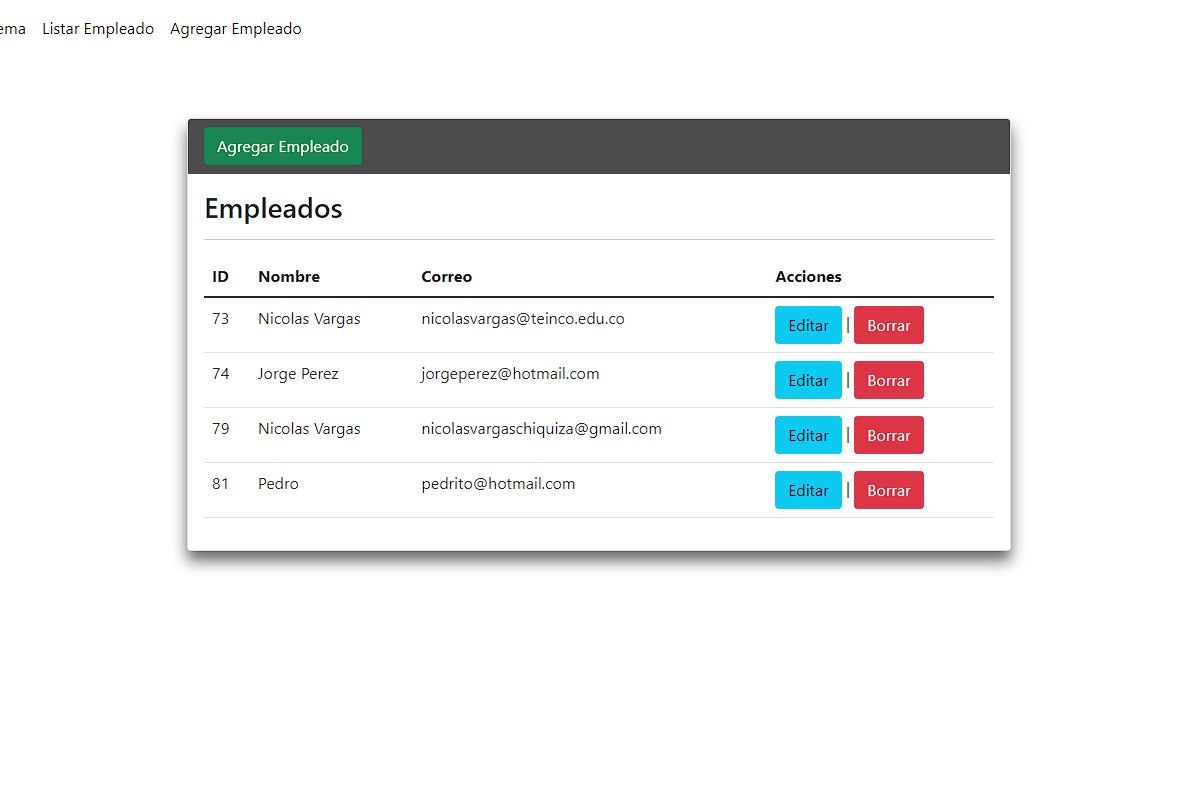 ema Listar Empleado Agregar Empleado
Agregar Empleado
Empleados
ID Nombre Correo Acciones
73 Nicolas Vargas nicolasvargas@teinco.edu.co Editar | Borrar
74 Jorge Perez jorgeperez@hotmail.com Editar | Borrar
79 Nicolas Vargas nicolasvargaschiquiza@gmail.com Editar | Borrar
81 Pedro pedrito@hotmail.com Editar | Borrar